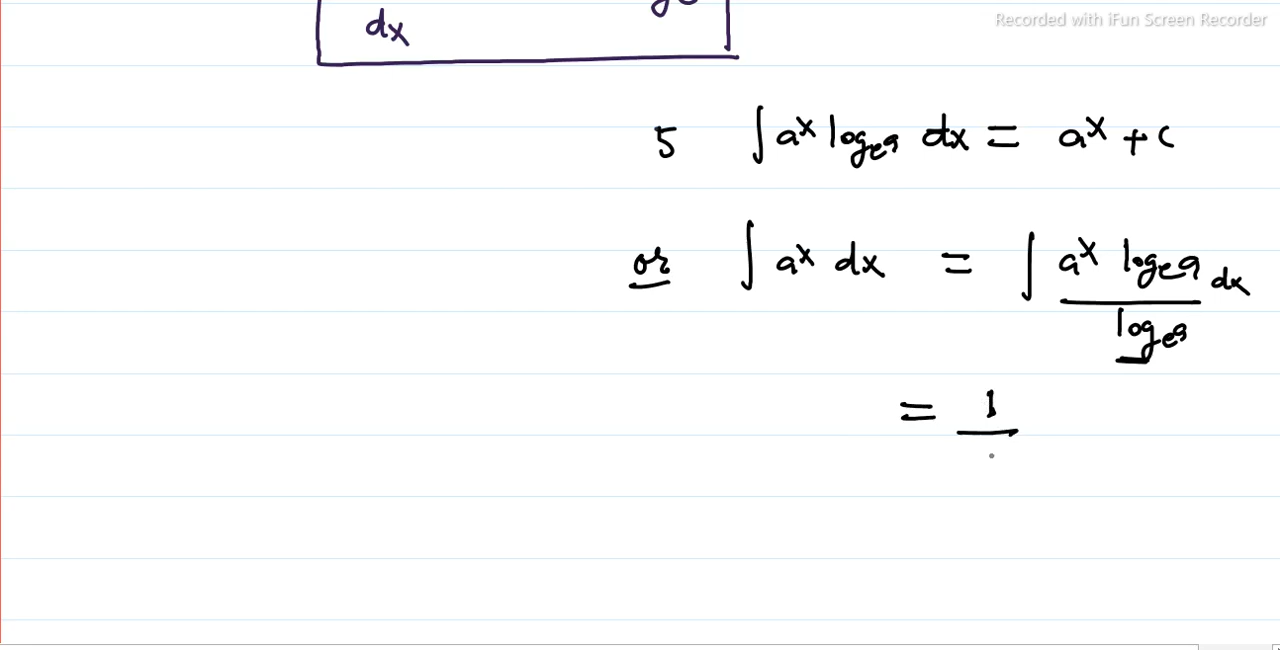 Recorded with iFun Screen Recorder
dx
5 ∫ aˣ logₑa dx = aˣ + c
or ∫ aˣ dx = ∫ aˣ logₑa / logₑa dx
= 1